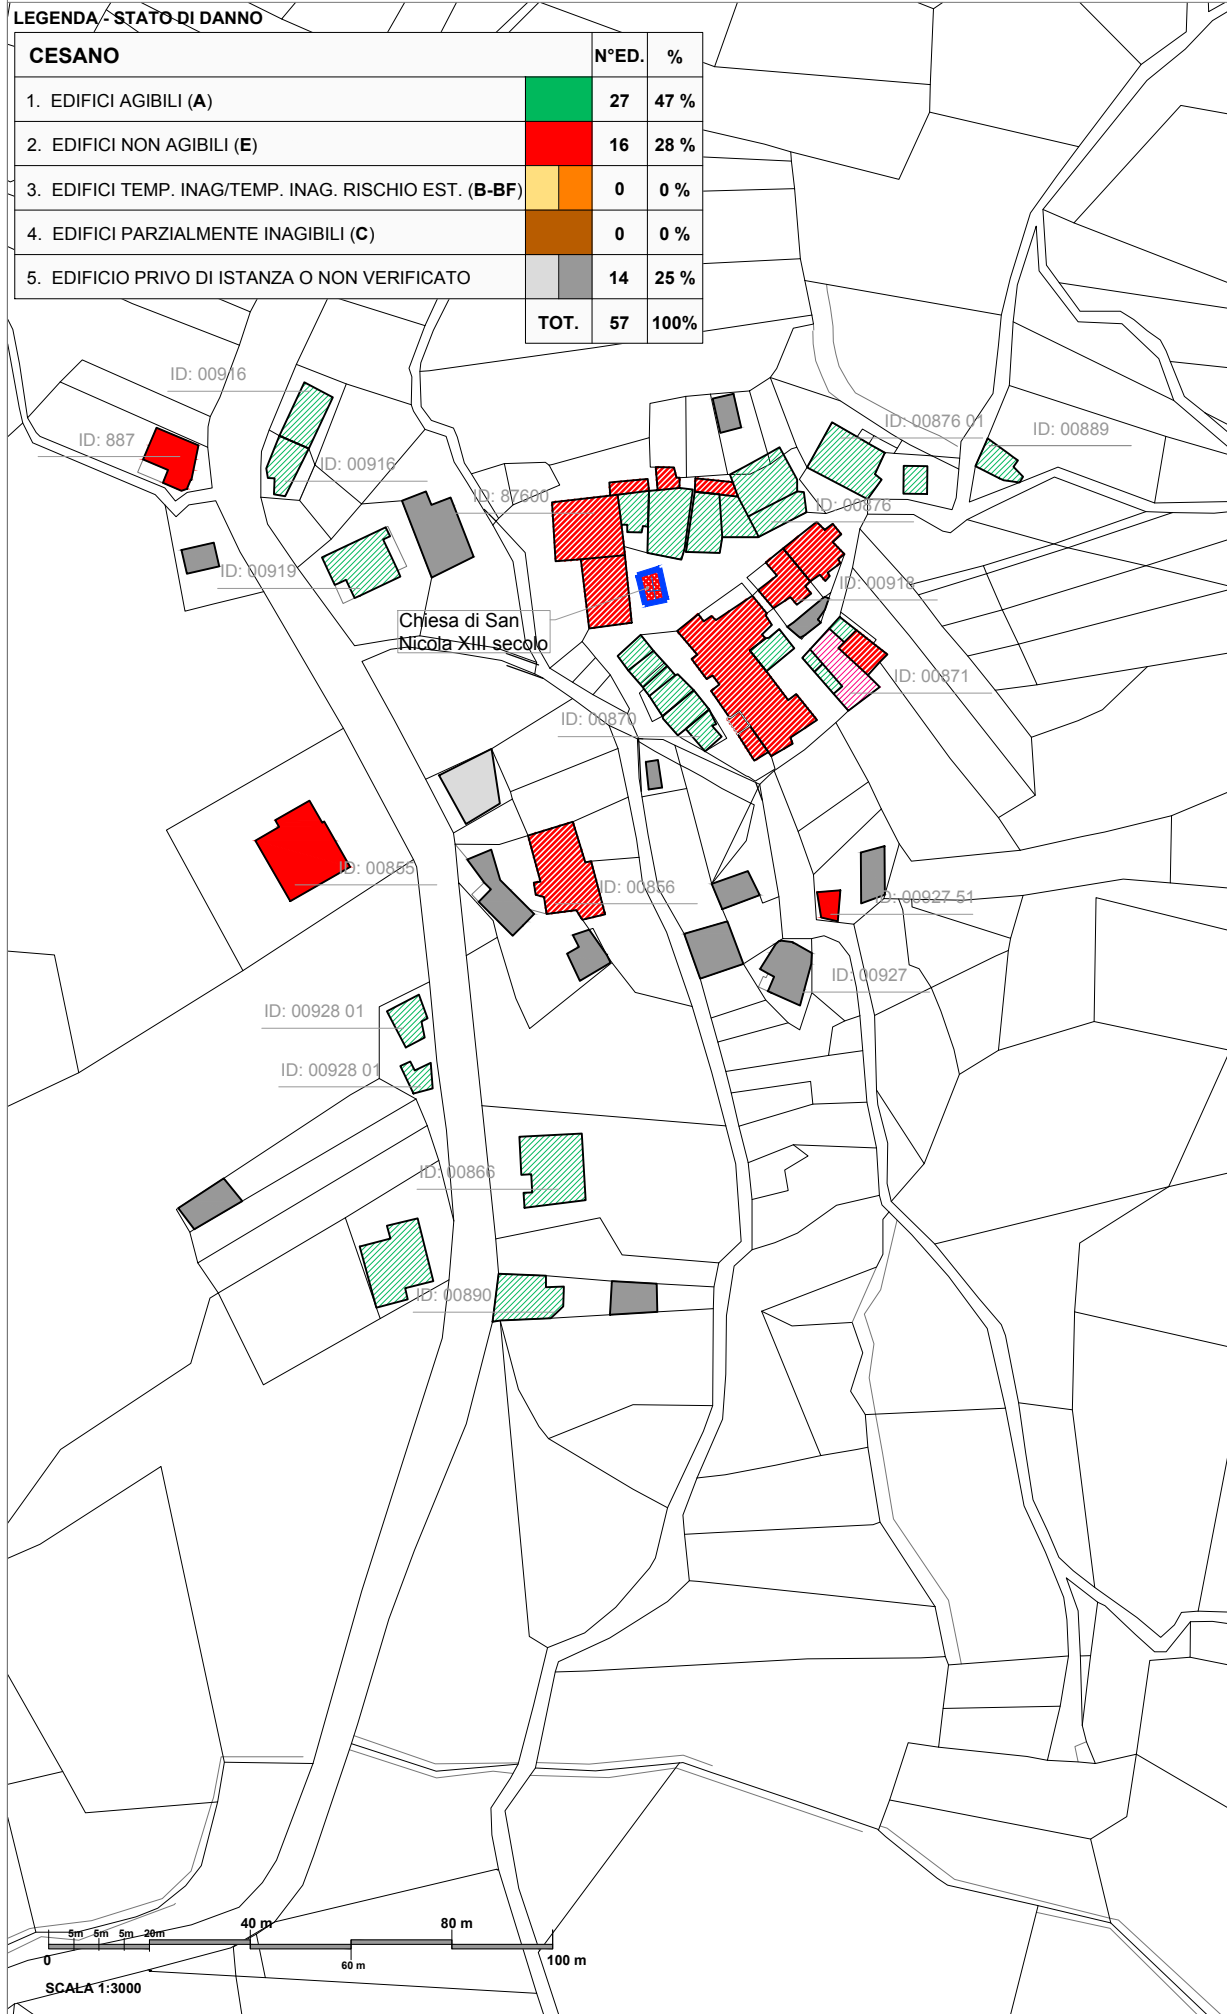 LEGENDA - STATO DI DANNO
CESANO N°ED. %
1. EDIFICI AGIBILI (A) 27 47 %
2. EDIFICI NON AGIBILI (E) 16 28 %
3. EDIFICI TEMP. INAG/TEMP. INAG. RISCHIO EST. (B-BF) 0 0 %
4. EDIFICI PARZIALMENTE INAGIBILI (C) 0 0 %
5. EDIFICIO PRIVO DI ISTANZA O NON VERIFICATO 14 25 %
TOT. 57 100%
ID: 00916
ID: 887
ID: 00876 01
ID: 00889
ID: 00916
ID: 87600
ID: 00876
ID: 00919
ID: 00918
Chiesa di San
Nicola XIII secolo
ID: 00871
ID: 00870
ID: 00855
ID: 00856
ID: 00927 51
ID: 00927
ID: 00928 01
ID: 00928 01
ID: 00866
ID: 00890
5m 5m 5m 20m 40 m 80 m
0 60 m 100 m
SCALA 1:3000